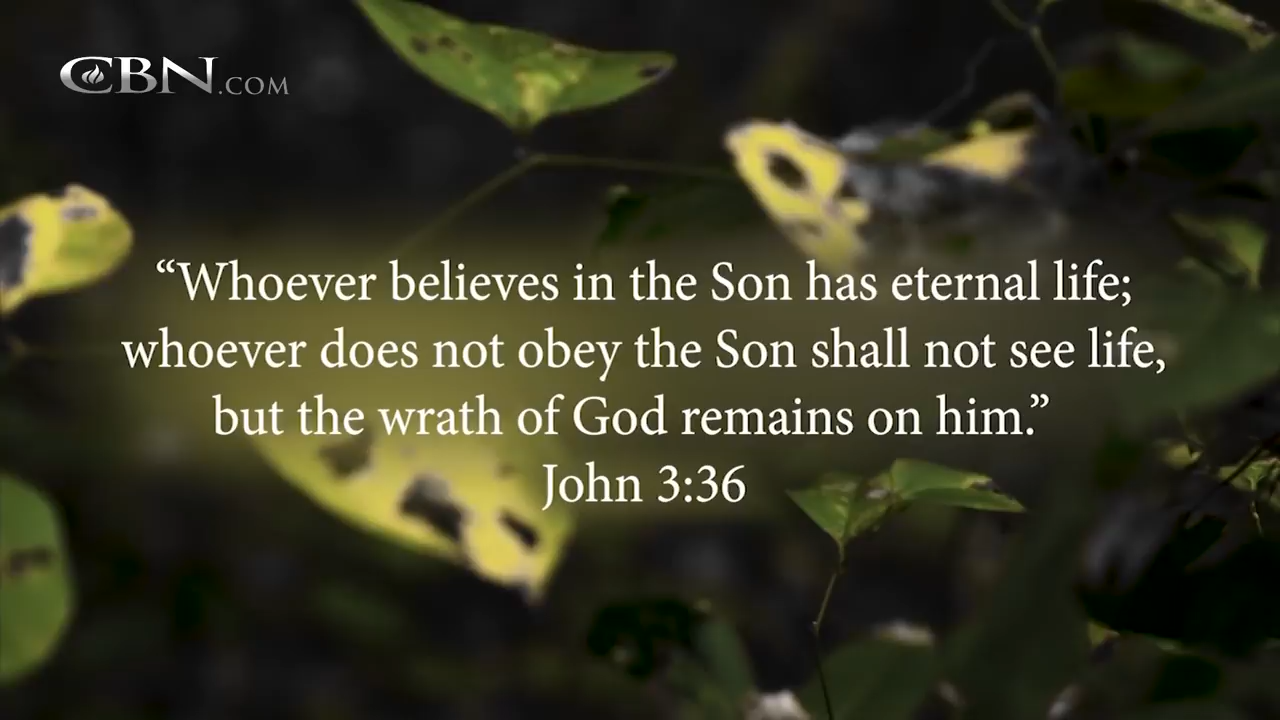 CBN.COM
“Whoever believes in the Son has eternal life;
whoever does not obey the Son shall not see life,
but the wrath of God remains on him.”
John 3:36